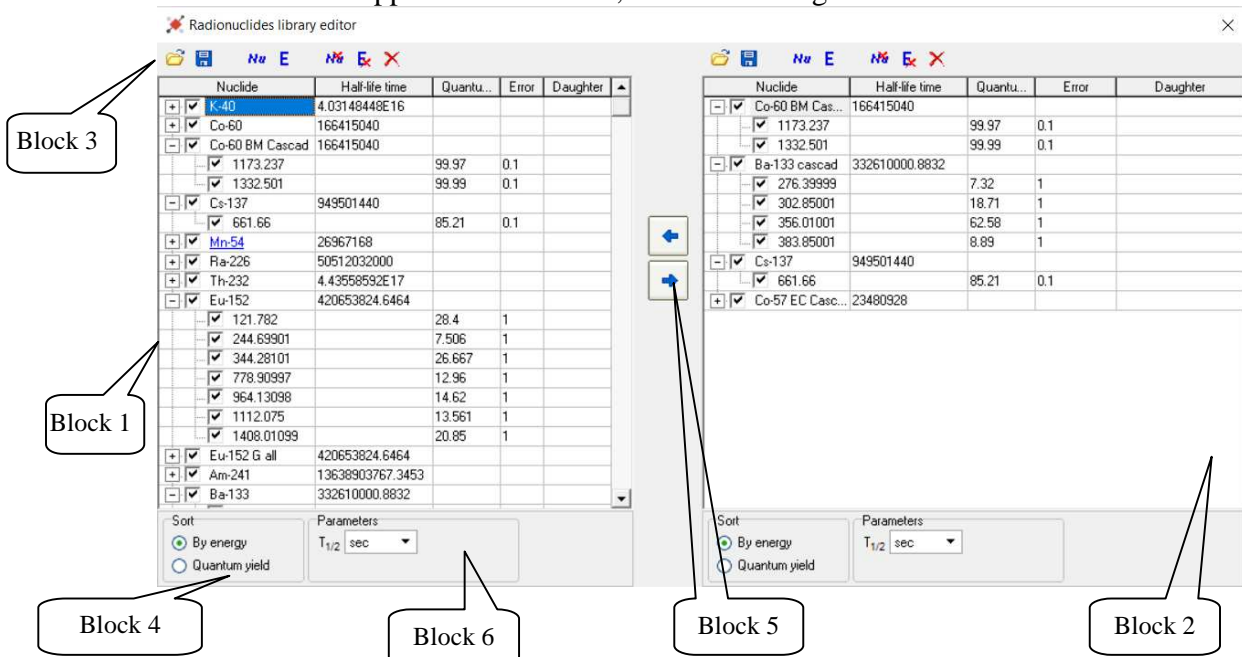 Radionuclides library editor
Nu E Nu E
Nu E Nu E
Nuclide Half-life time Quantu... Error Daughter
K-40 4.03148448E16
Co-60 166415040
Co-60 BM Cascad 166415040
1173.237 99.97 0.1
1332.501 99.99 0.1
Cs-137 949501440
661.66 85.21 0.1
Mn-54 26967168
Ra-226 50512032000
Th-232 4.43558592E17
Eu-152 420653824.6464
121.782 28.4 1
244.69901 7.506 1
344.28101 26.667 1
778.90997 12.96 1
964.13098 14.62 1
1112.075 13.561 1
1408.01099 20.85 1
Eu-152 G all 420653824.6464
Am-241 13638903767.3453
Ba-133 332610000.8832
Sort
By energy
Quantum yield
Parameters
T1/2 sec
Nuclide Half-life time Quantu... Error Daughter
Co-60 BM Cas... 166415040
1173.237 99.97 0.1
1332.501 99.99 0.1
Ba-133 cascad 332610000.8832
276.39999 7.32 1
302.85001 18.71 1
356.01001 62.58 1
383.85001 8.89 1
Cs-137 949501440
661.66 85.21 0.1
Co-57 EC Casc... 23480928
Sort
By energy
Quantum yield
Parameters
T1/2 sec
Block 3
Block 1
Block 4
Block 6
Block 5
Block 2